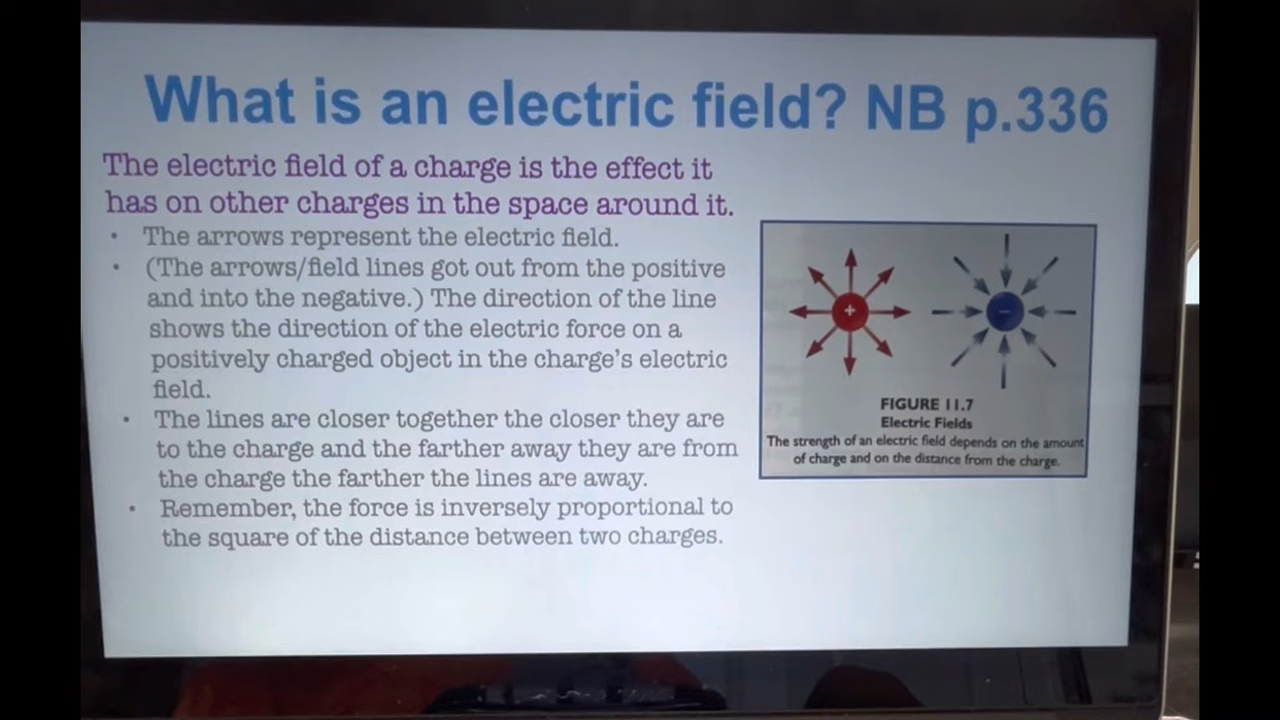 What is an electric field? NB p.336
The electric field of a charge is the effect it
has on other charges in the space around it.
• The arrows represent the electric field.
• (The arrows/field lines got out from the positive
and into the negative.) The direction of the line
shows the direction of the electric force on a
positively charged object in the charge's electric
field.
• The lines are closer together the closer they are
to the charge and the farther away they are from
the charge the farther the lines are away.
• Remember, the force is inversely proportional to
the square of the distance between two charges.
+
−
FIGURE 11.7
Electric Fields
The strength of an electric field depends on the amount
of charge and on the distance from the charge.